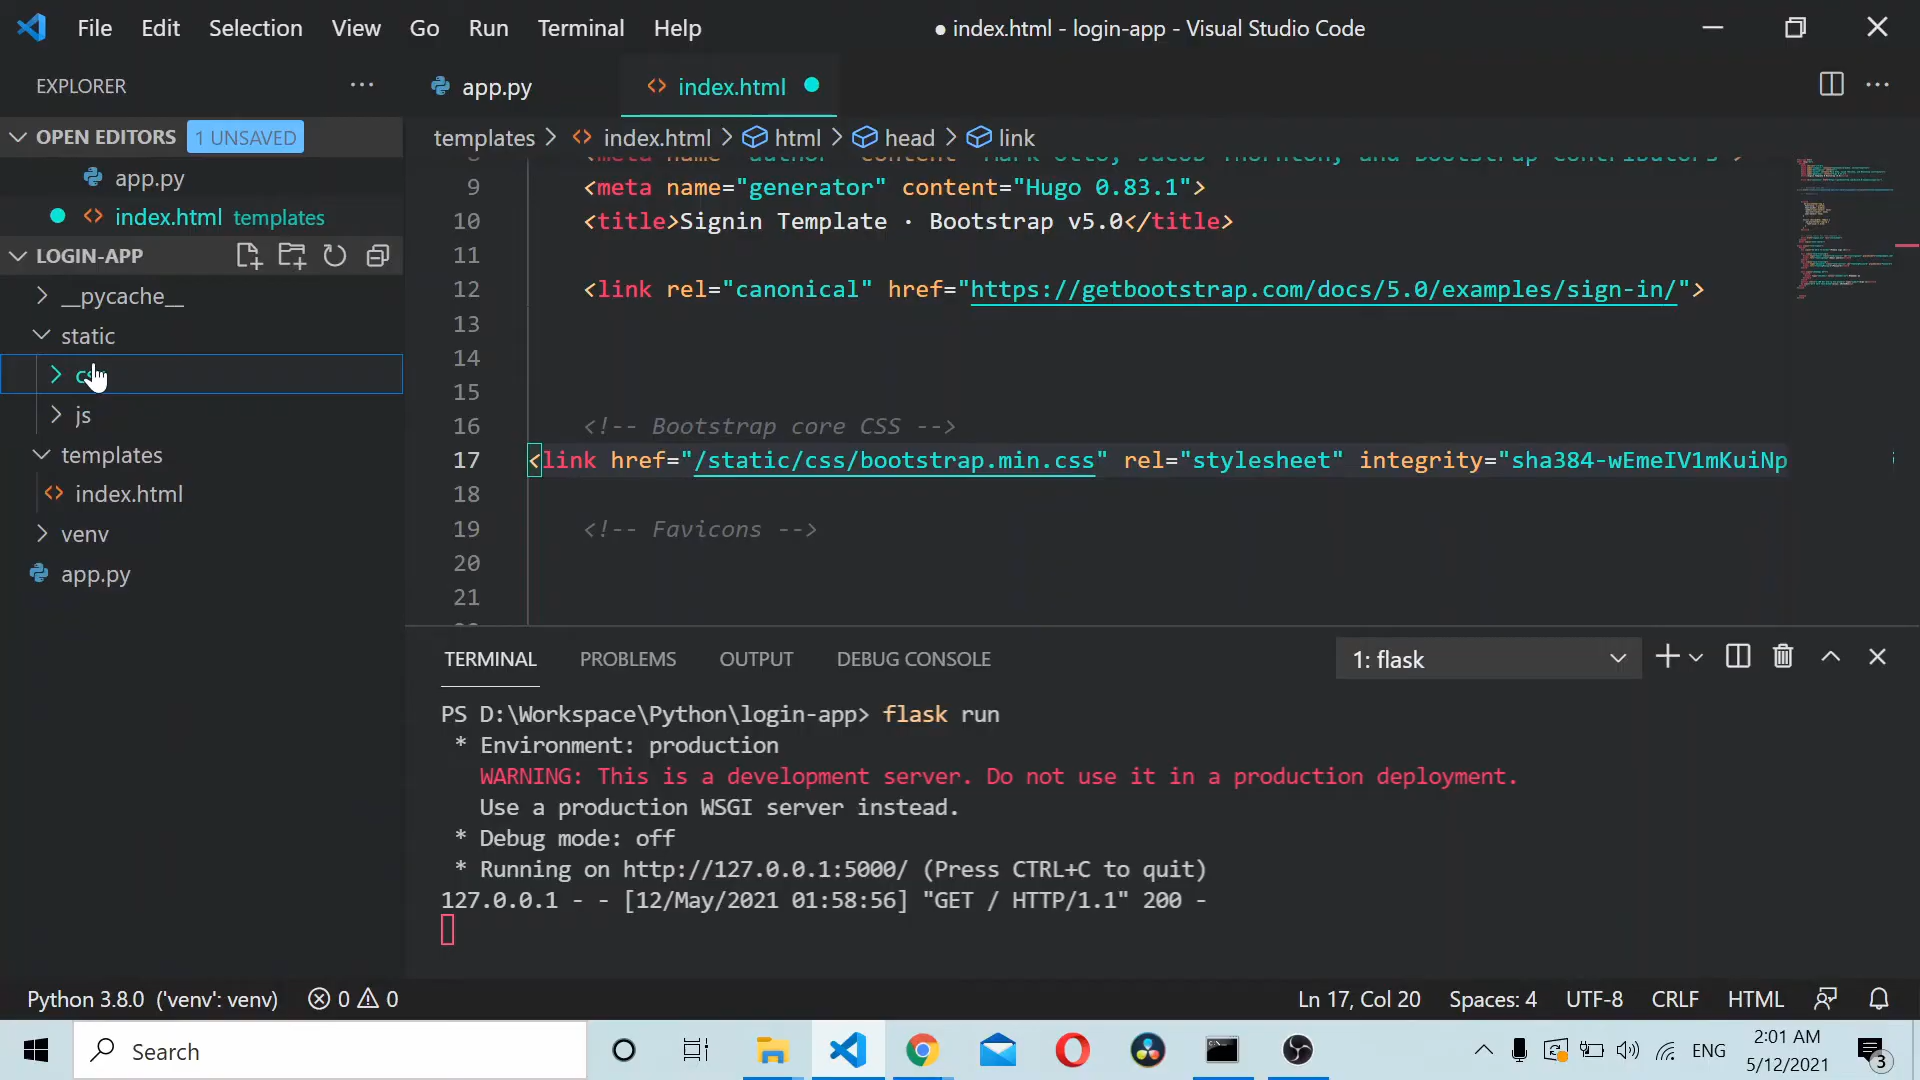 File Edit Selection View Go Run Terminal Help
● index.html - login-app - Visual Studio Code
EXPLORER
app.py
index.html
OPEN EDITORS 1 UNSAVED
templates > index.html > html > head > link
app.py
index.html templates
LOGIN-APP
__pycache__
static
js
templates
index.html
venv
app.py
9 <meta name="generator" content="Hugo 0.83.1">
10 <title>Signin Template · Bootstrap v5.0</title>
11
12 <link rel="canonical" href="https://getbootstrap.com/docs/5.0/examples/sign-in/">
13
14
15
16 <!-- Bootstrap core CSS -->
17 <link href="/static/css/bootstrap.min.css" rel="stylesheet" integrity="sha384-wEmeIV1mKuiNp
18
19 <!-- Favicons -->
20
21
TERMINAL PROBLEMS OUTPUT DEBUG CONSOLE
1: flask
PS D:\Workspace\Python\login-app> flask run
* Environment: production
WARNING: This is a development server. Do not use it in a production deployment.
Use a production WSGI server instead.
* Debug mode: off
* Running on http://127.0.0.1:5000/ (Press CTRL+C to quit)
127.0.0.1 - - [12/May/2021 01:58:56] "GET / HTTP/1.1" 200 -
Python 3.8.0 ('venv': venv) 0 0
Ln 17, Col 20 Spaces: 4 UTF-8 CRLF HTML
Search
ENG
2:01 AM
5/12/2021
3